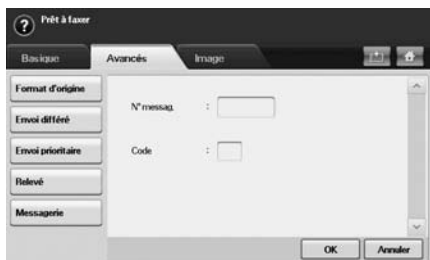 Prêt à faxer
Basique Avancés Image
Format d'origine
Envoi différé
Envoi prioritaire
Relevé
Messagerie
N° messag. :
Code :
OK Annuler